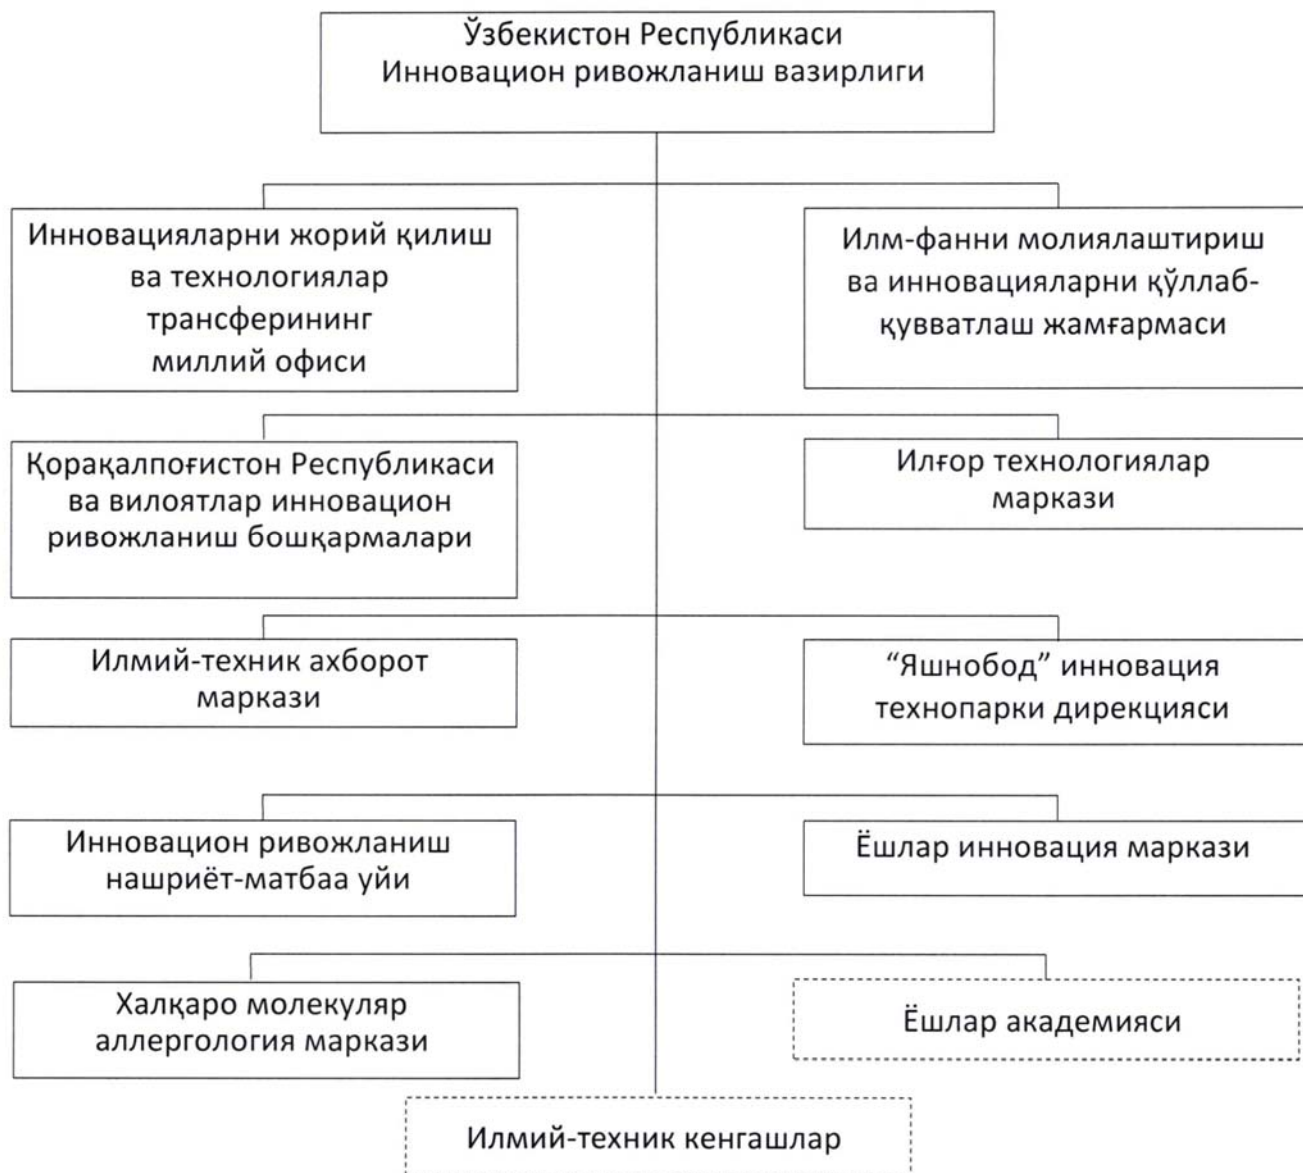 Ўзбекистон Республикаси
Инновацион ривожланиш вазирлиги
Инновацияларни жорий қилиш
ва технологиялар
трансферининг
миллий офиси
Илм-фанни молиялаштириш
ва инновацияларни қўллаб-
қувватлаш жамғармаси
Қорақалпоғистон Республикаси
ва вилоятлар инновацион
ривожланиш бошқармалари
Илғор технологиялар
маркази
Илмий-техник ахборот
маркази
“Яшнобод” инновация
технопарки дирекцияси
Инновацион ривожланиш
нашриёт-матбаа уйи
Ёшлар инновация маркази
Халқаро молекуляр
аллергология маркази
Ёшлар академияси
Илмий-техник кенгашлар